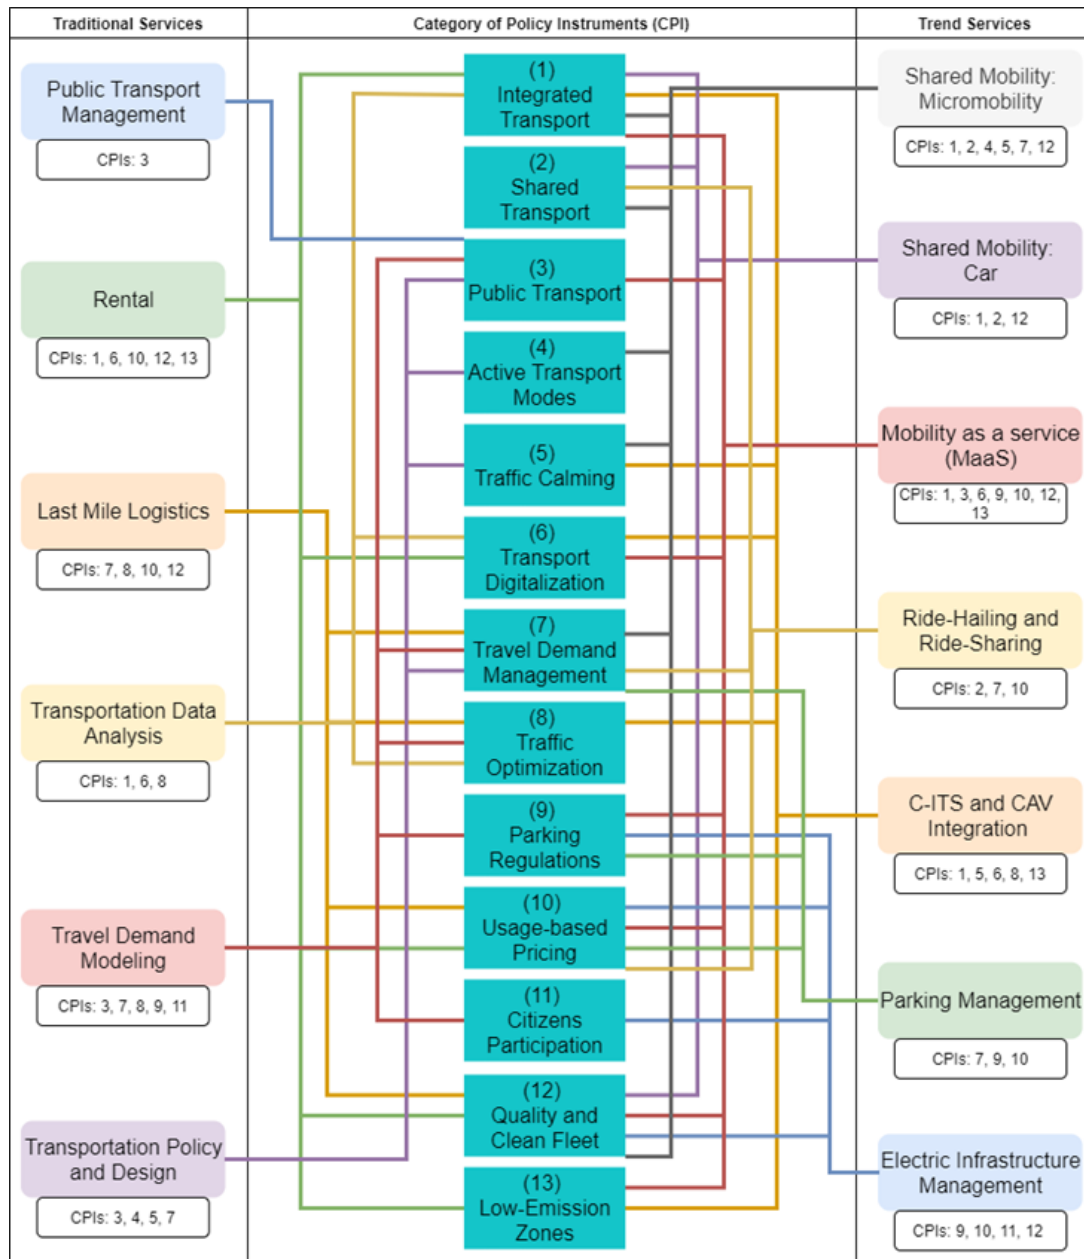 Traditional Services
Category of Policy Instruments (CPI)
Trend Services
Public Transport
Management
CPIs: 3
Rental
CPIs: 1, 6, 10, 12, 13
Last Mile Logistics
CPIs: 7, 8, 10, 12
Transportation Data
Analysis
CPIs: 1, 6, 8
Travel Demand
Modeling
CPIs: 3, 7, 8, 9, 11
Transportation Policy
and Design
CPIs: 3, 4, 5, 7
(1)
Integrated
Transport
(2)
Shared
Transport
(3)
Public Transport
(4)
Active Transport
Modes
(5)
Traffic Calming
(6)
Transport
Digitalization
(7)
Travel Demand
Management
(8)
Traffic
Optimization
(9)
Parking
Regulations
(10)
Usage-based
Pricing
(11)
Citizens
Participation
(12)
Quality and
Clean Fleet
(13)
Low-Emission
Zones
Shared Mobility:
Micromobility
CPIs: 1, 2, 4, 5, 7, 12
Shared Mobility:
Car
CPIs: 1, 2, 12
Mobility as a service
(MaaS)
CPIs: 1, 3, 6, 9, 10, 12,
13
Ride-Hailing and
Ride-Sharing
CPIs: 2, 7, 10
C-ITS and CAV
Integration
CPIs: 1, 5, 6, 8, 13
Parking Management
CPIs: 7, 9, 10
Electric Infrastructure
Management
CPIs: 9, 10, 11, 12